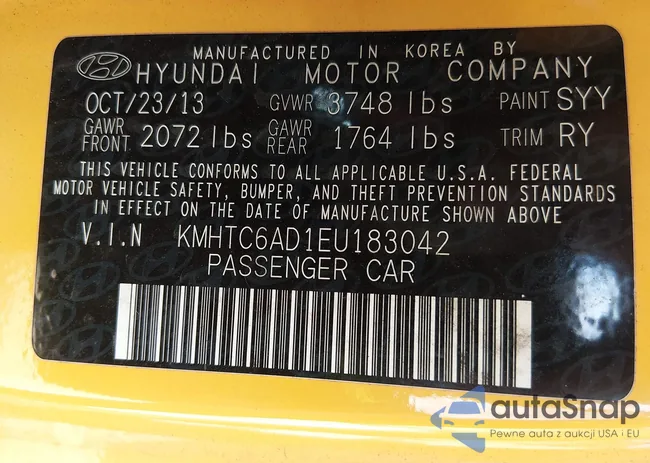 MANUFACTURED IN KOREA BY
HYUNDAI MOTOR COMPANY
OCT/23/13 GVWR 3748 lbs PAINT SYY
GAWR FRONT 2072 lbs GAWR REAR 1764 lbs TRIM RY
THIS VEHICLE CONFORMS TO ALL APPLICABLE U.S.A. FEDERAL
MOTOR VEHICLE SAFETY, BUMPER, AND THEFT PREVENTION STANDARDS
IN EFFECT ON THE DATE OF MANUFACTURE SHOWN ABOVE.
V.I.N KMHTC6AD1EU183042
PASSENGER CAR
autaSnap
Pewne auta z aukcji USA i EU